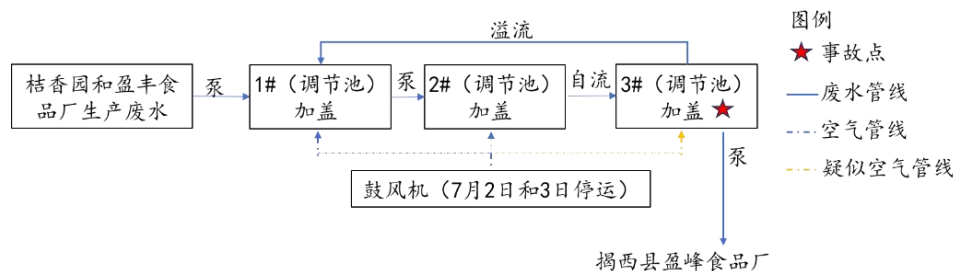 溢流
图例
事故点
废水管线
空气管线
疑似空气管线
桔香园和盈丰食
品厂生产废水
泵
1#（调节池）
加盖
泵
2#（调节池）
加盖
自流
3#（调节池）
加盖
鼓风机（7月2日和3日停运）
泵
揭西县盈峰食品厂